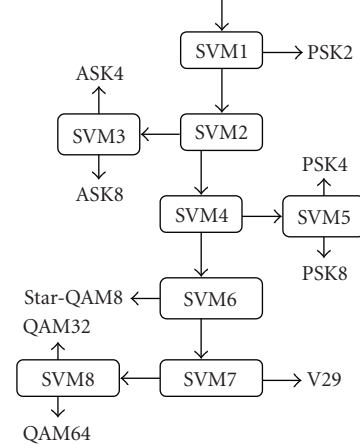 SVM1
PSK2
ASK4
SVM3
SVM2
ASK8
PSK4
SVM4
SVM5
PSK8
Star-QAM8
SVM6
QAM32
SVM8
SVM7
V29
QAM64